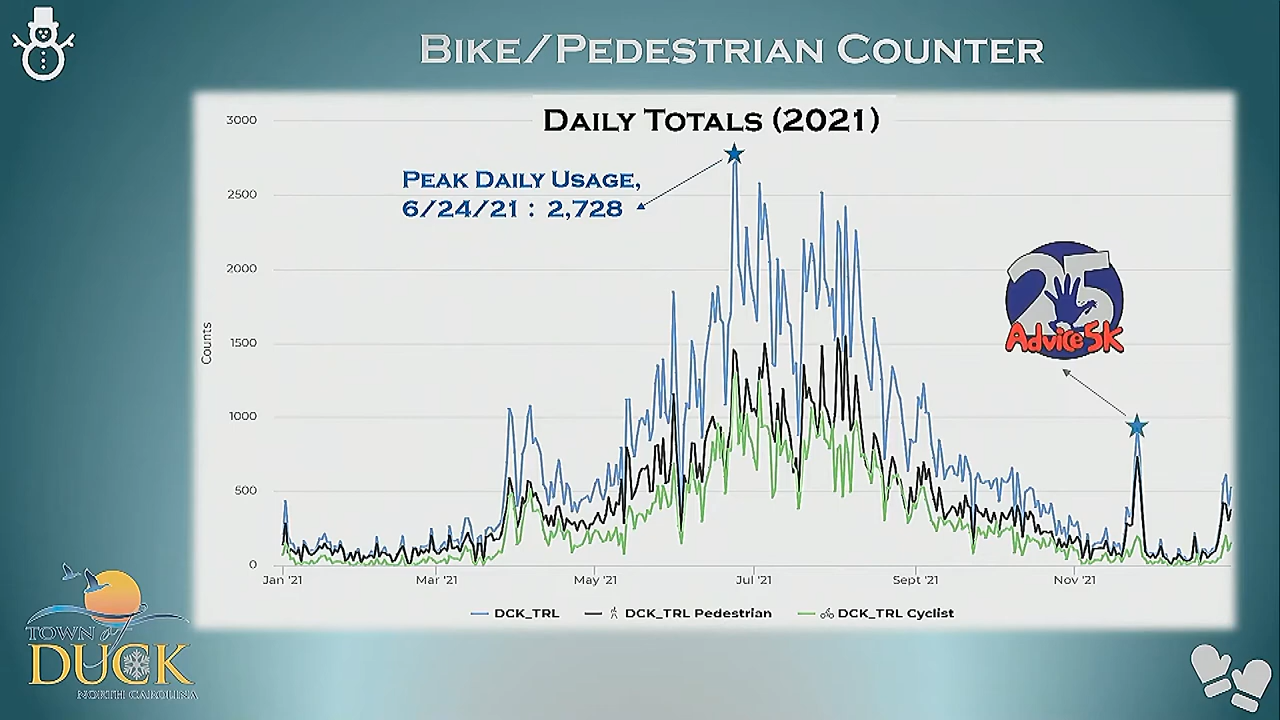 BIKE/PEDESTRIAN COUNTER
DAILY TOTALS (2021)
PEAK DAILY USAGE,
6/24/21 : 2,728
3000
2500
2000
1500
1000
500
0
Counts
25
Advice 5K
Jan '21
Mar '21
May '21
Jul '21
Sept '21
Nov '21
DCK_TRL
DCK_TRL Pedestrian
DCK_TRL Cyclist
TOWN of
DUCK
NORTH CAROLINA